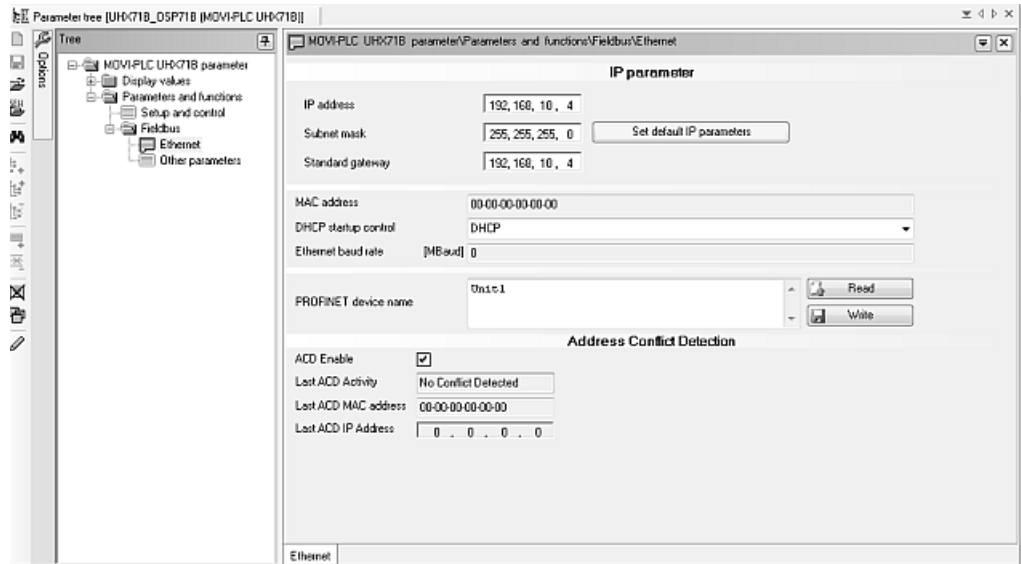 Parameter tree [UHX71B_OSP71B (MOVI-PLC UHX71B)]
Options
Tree
MOVI-PLC UHX71B parameter
Display values
Parameters and functions
Setup and control
Fieldbus
Ethernet
Other parameters
MOVI-PLC UHX71B parameter\Parameters and functions\Fieldbus\Ethernet
IP parameter
IP address 192, 168, 10, 4
Subnet mask 255, 255, 255, 0 Set default IP parameters
Standard gateway 192, 168, 10, 4
MAC address 00-00-00-00-00-00
DHCP startup control DHCP
Ethernet baud rate [MBaud] 0
PROFINET device name Unit1 Read
Write
Address Conflict Detection
ACD Enable
Last ACD Activity No Conflict Detected
Last ACD MAC address 00-00-00-00-00-00
Last ACD IP Address 0 . 0 . 0 . 0
Ethernet